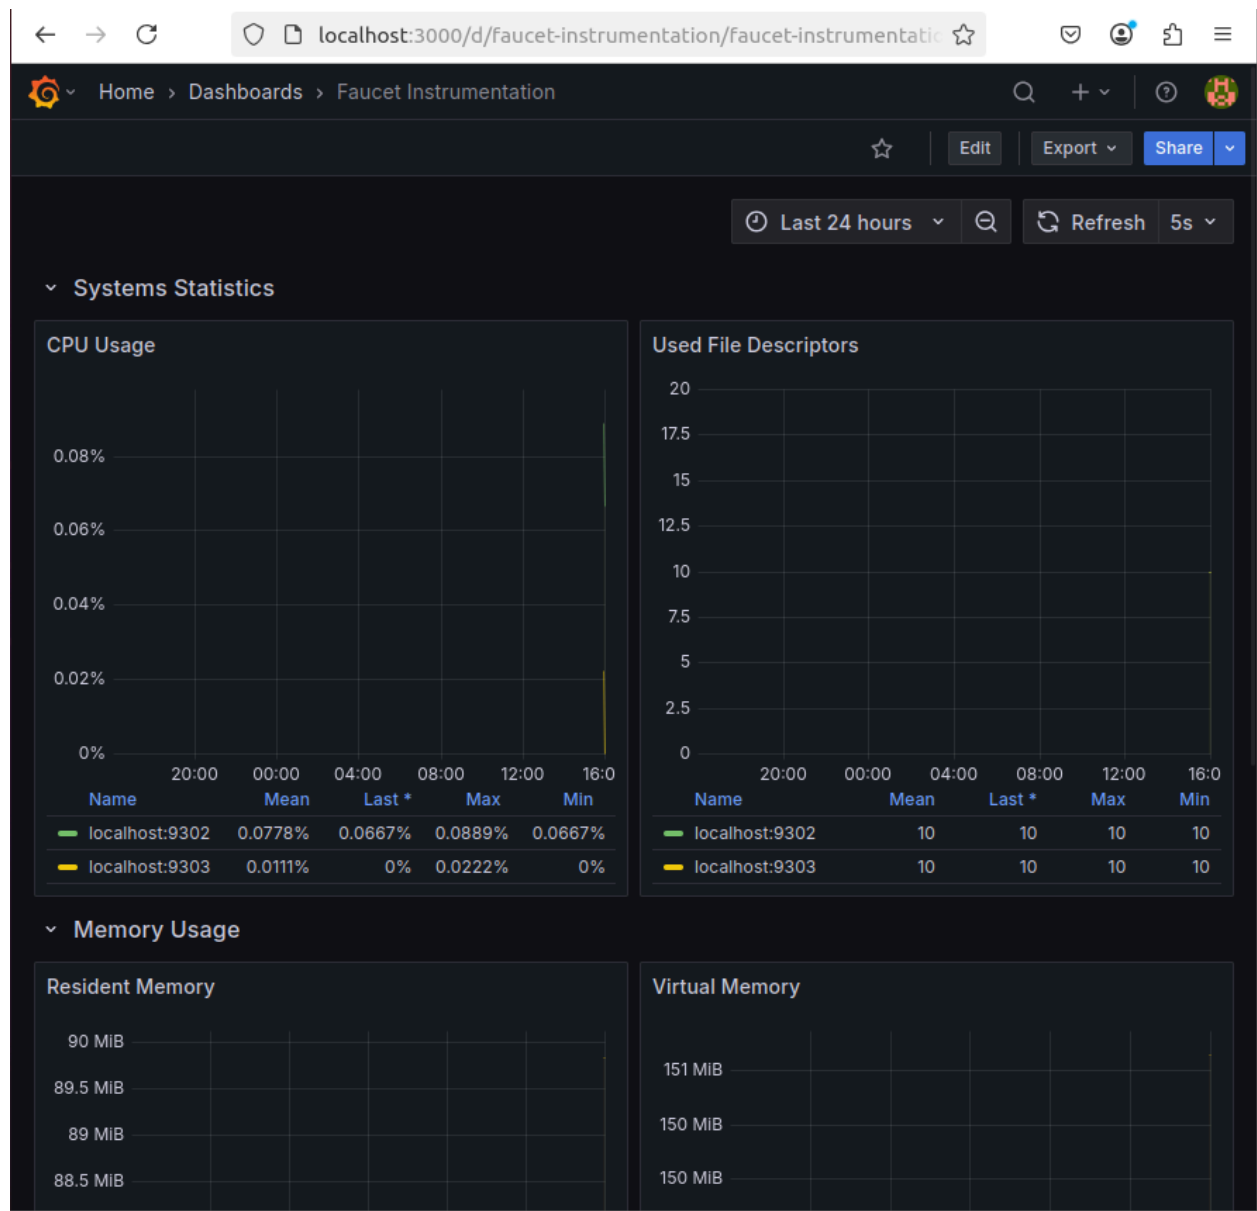 localhost:3000/d/faucet-instrumentation/faucet-instrumentatic
Home › Dashboards › Faucet Instrumentation
Edit
Export
Share
Last 24 hours
Refresh
5s
Systems Statistics
CPU Usage
0.08%
0.06%
0.04%
0.02%
0%
20:00 00:00 04:00 08:00 12:00 16:0
Name Mean Last * Max Min
localhost:9302 0.0778% 0.0667% 0.0889% 0.0667%
localhost:9303 0.0111% 0% 0.0222% 0%
Used File Descriptors
20
17.5
15
12.5
10
7.5
5
2.5
0
20:00 00:00 04:00 08:00 12:00 16:0
Name Mean Last * Max Min
localhost:9302 10 10 10 10
localhost:9303 10 10 10 10
Memory Usage
Resident Memory
90 MiB
89.5 MiB
89 MiB
88.5 MiB
Virtual Memory
151 MiB
150 MiB
150 MiB